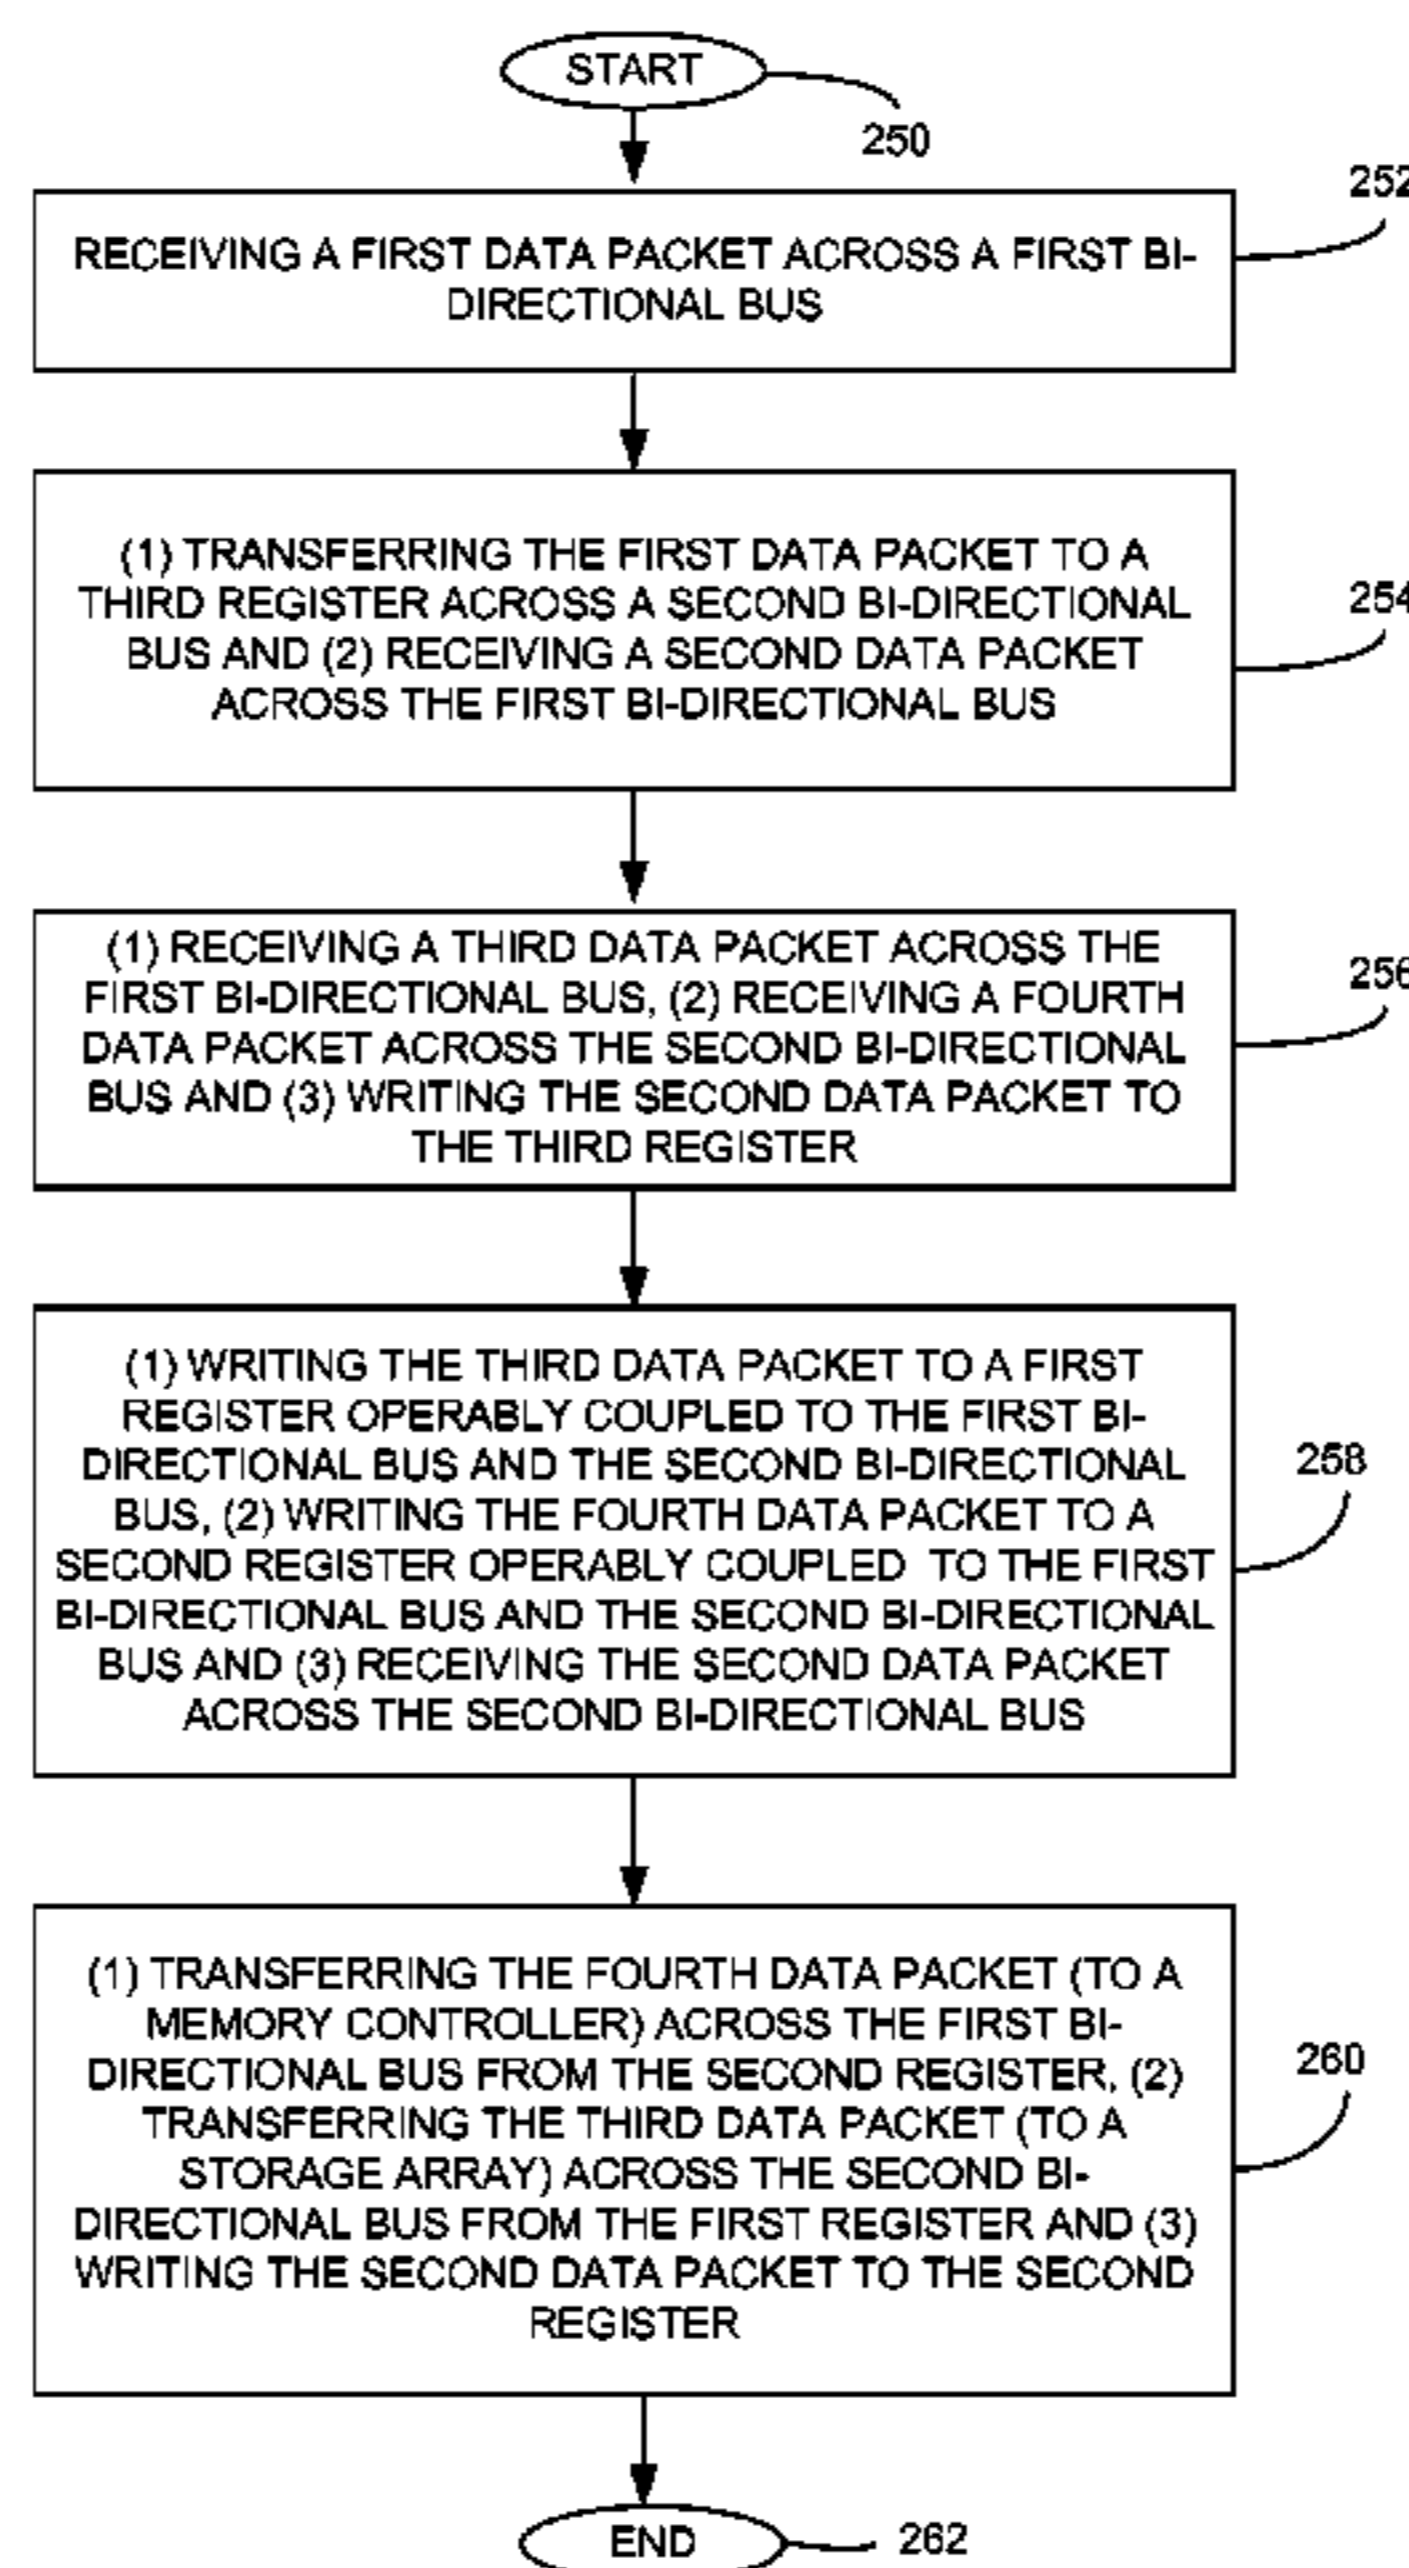 START
250
252
RECEIVING A FIRST DATA PACKET ACROSS A FIRST BI-
DIRECTIONAL BUS
(1) TRANSFERRING THE FIRST DATA PACKET TO A
THIRD REGISTER ACROSS A SECOND BI-DIRECTIONAL
BUS AND (2) RECEIVING A SECOND DATA PACKET
ACROSS THE FIRST BI-DIRECTIONAL BUS
254
(1) RECEIVING A THIRD DATA PACKET ACROSS THE
FIRST BI-DIRECTIONAL BUS, (2) RECEIVING A FOURTH
DATA PACKET ACROSS THE SECOND BI-DIRECTIONAL
BUS AND (3) WRITING THE SECOND DATA PACKET TO
THE THIRD REGISTER
256
(1) WRITING THE THIRD DATA PACKET TO A FIRST
REGISTER OPERABLY COUPLED TO THE FIRST BI-
DIRECTIONAL BUS AND THE SECOND BI-DIRECTIONAL
BUS, (2) WRITING THE FOURTH DATA PACKET TO A
SECOND REGISTER OPERABLY COUPLED TO THE FIRST
BI-DIRECTIONAL BUS AND THE SECOND BI-DIRECTIONAL
BUS AND (3) RECEIVING THE SECOND DATA PACKET
ACROSS THE SECOND BI-DIRECTIONAL BUS
258
(1) TRANSFERRING THE FOURTH DATA PACKET (TO A
MEMORY CONTROLLER) ACROSS THE FIRST BI-
DIRECTIONAL BUS FROM THE SECOND REGISTER, (2)
TRANSFERRING THE THIRD DATA PACKET (TO A
STORAGE ARRAY) ACROSS THE SECOND BI-
DIRECTIONAL BUS FROM THE FIRST REGISTER AND (3)
WRITING THE SECOND DATA PACKET TO THE SECOND
REGISTER
260
END
262